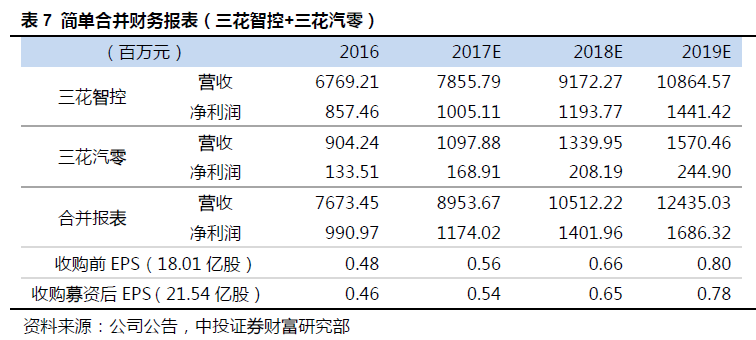 表 7 简单合并财务报表（三花智控+三花汽零）
（百万元） 2016 2017E 2018E 2019E
三花智控 营收 6769.21 7855.79 9172.27 10864.57
净利润 857.46 1005.11 1193.77 1441.42
三花汽零 营收 904.24 1097.88 1339.95 1570.46
净利润 133.51 168.91 208.19 244.90
合并报表 营收 7673.45 8953.67 10512.22 12435.03
净利润 990.97 1174.02 1401.96 1686.32
收购前 EPS（18.01 亿股） 0.48 0.56 0.66 0.80
收购募资后 EPS（21.54 亿股） 0.46 0.54 0.65 0.78
资料来源：公司公告，中投证券财富研究部